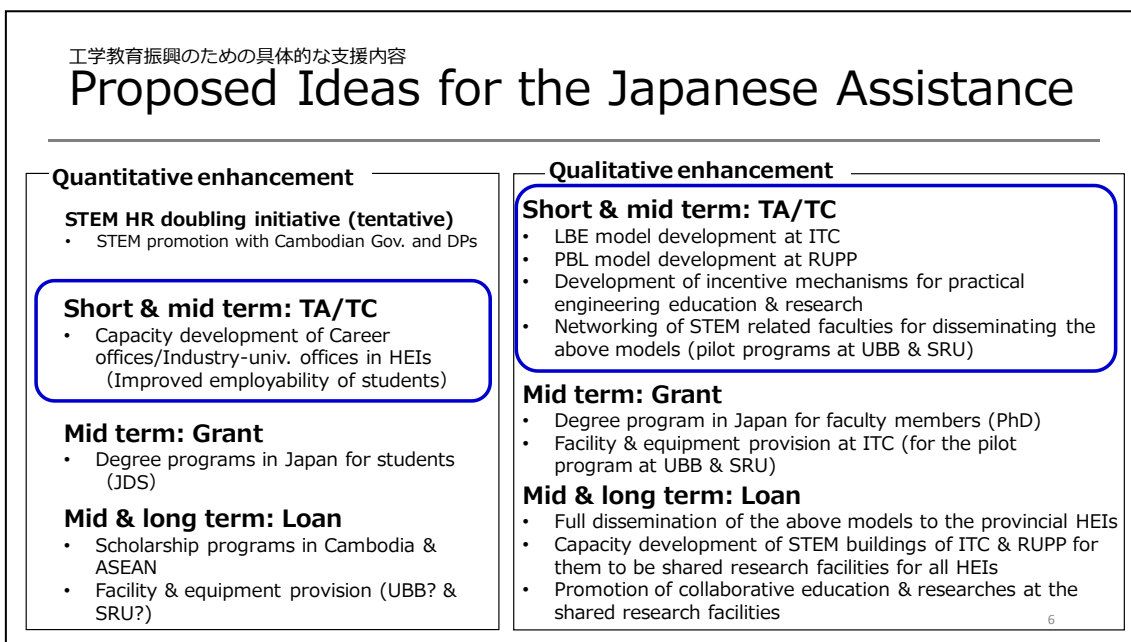 工学教育振興のための具体的な支援内容
Proposed Ideas for the Japanese Assistance
Quantitative enhancement
STEM HR doubling initiative (tentative)
• STEM promotion with Cambodian Gov. and DPs
Short & mid term: TA/TC
• Capacity development of Career
offices/Industry-univ. offices in HEIs
（Improved employability of students）
Mid term: Grant
• Degree programs in Japan for students
（JDS）
Mid & long term: Loan
• Scholarship programs in Cambodia &
ASEAN
• Facility & equipment provision (UBB? &
SRU?)
Qualitative enhancement
Short & mid term: TA/TC
• LBE model development at ITC
• PBL model development at RUPP
• Development of incentive mechanisms for practical
engineering education & research
• Networking of STEM related faculties for disseminating the
above models (pilot programs at UBB & SRU)
Mid term: Grant
• Degree program in Japan for faculty members (PhD)
• Facility & equipment provision at ITC (for the pilot
program at UBB & SRU)
Mid & long term: Loan
• Full dissemination of the above models to the provincial HEIs
• Capacity development of STEM buildings of ITC & RUPP for
them to be shared research facilities for all HEIs
• Promotion of collaborative education & researches at the
shared research facilities
6